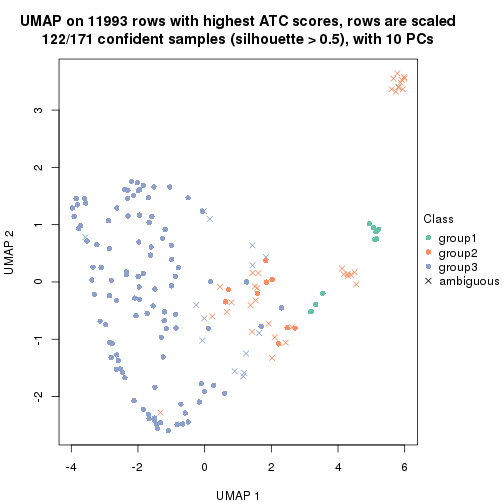 UMAP on 11993 rows with highest ATC scores, rows are scaled
122/171 confident samples (silhouette > 0.5), with 10 PCs
UMAP 2
3
2
1
0
-1
-2
-4
-2
0
2
4
6
UMAP 1
Class
group1
group2
group3
ambiguous